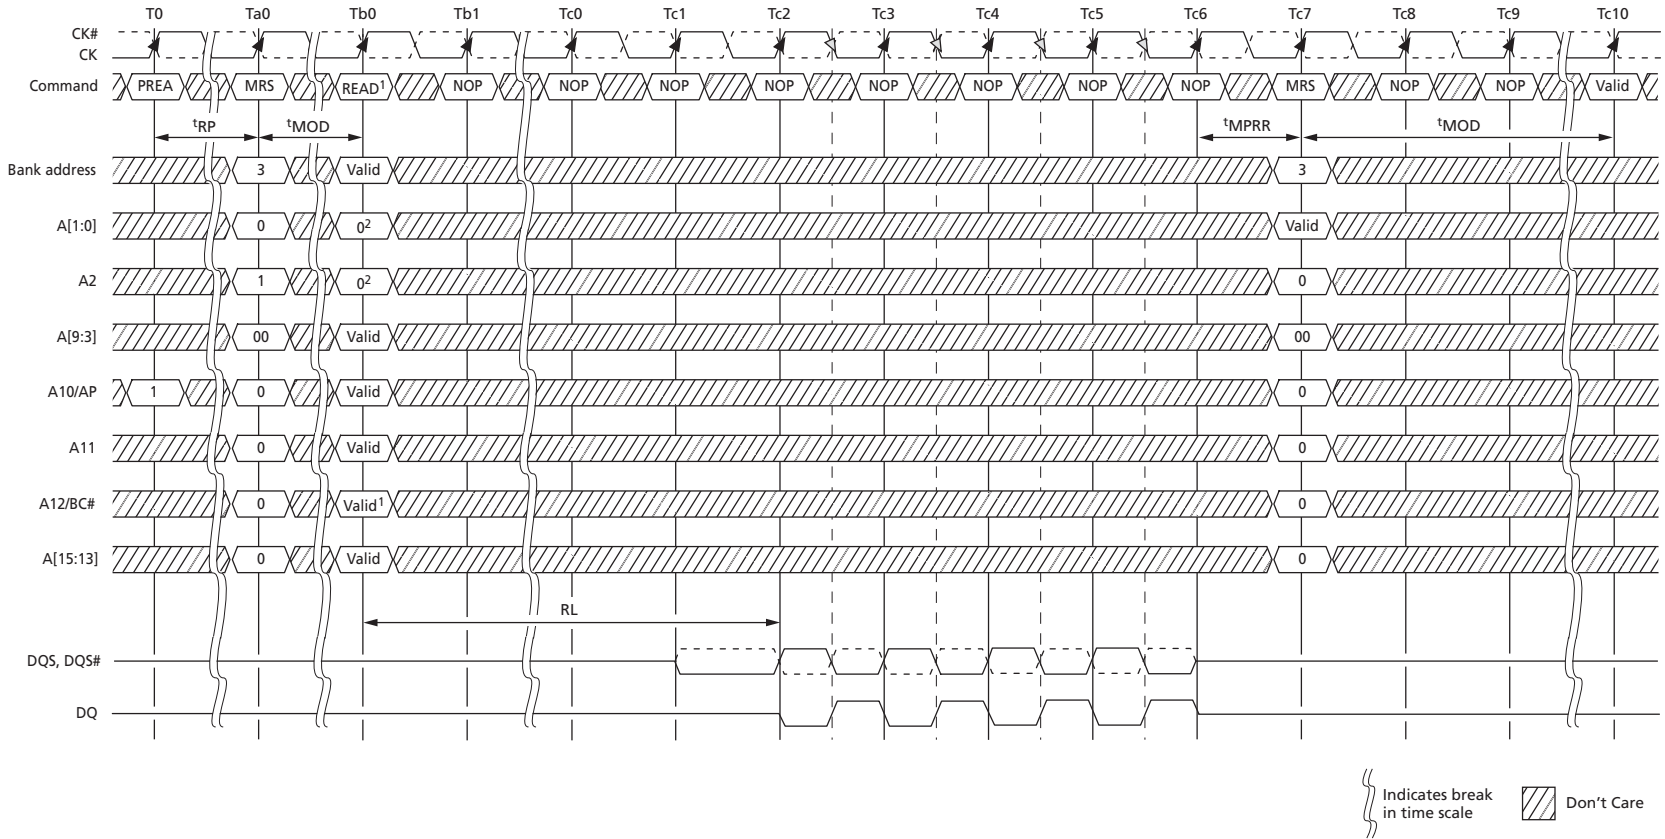 T0 Ta0 Tb0 Tb1 Tc0 Tc1 Tc2 Tc3 Tc4 Tc5 Tc6 Tc7 Tc8 Tc9 Tc10
CK#
CK
Command PREA MRS READ¹ NOP NOP NOP NOP NOP NOP NOP NOP MRS NOP NOP Valid
ᵗRP ᵗMOD ᵗMPRR ᵗMOD
Bank address 3 Valid 3
A[1:0] 0 0² Valid
A2 1 0² 0
A[9:3] 00 Valid 00
A10/AP 1 0 Valid 0
A11 0 Valid 0
A12/BC# 0 Valid¹ 0
A[15:13] 0 Valid 0
RL
DQS, DQS#
DQ
Indicates break
in time scale
Don't Care